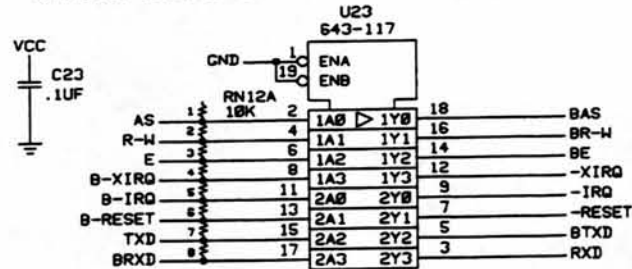 U23
643-117
VCC
C23
.1UF
GND
1
19
ENA
ENB
RN12A
10K
AS 1 2 1A0 1Y0 18 BAS
R-W 2 4 1A1 1Y1 16 BR-W
E 3 6 1A2 1Y2 14 BE
B-XIRQ 4 8 1A3 1Y3 12 -XIRQ
B-IRQ 5 11 2A0 2Y0 9 -IRQ
B-RESET 6 13 2A1 2Y1 7 -RESET
TXD 7 15 2A2 2Y2 5 BTXD
BRXD 8 17 2A3 2Y3 3 RXD